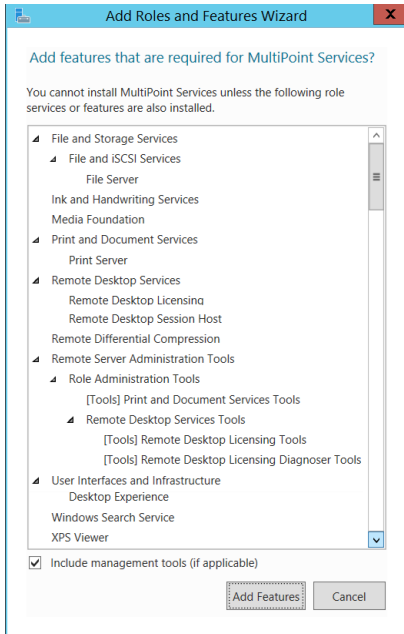 Add Roles and Features Wizard
X
Add features that are required for MultiPoint Services?
You cannot install MultiPoint Services unless the following role
services or features are also installed.
File and Storage Services
File and iSCSI Services
File Server
Ink and Handwriting Services
Media Foundation
Print and Document Services
Print Server
Remote Desktop Services
Remote Desktop Licensing
Remote Desktop Session Host
Remote Differential Compression
Remote Server Administration Tools
Role Administration Tools
[Tools] Print and Document Services Tools
Remote Desktop Services Tools
[Tools] Remote Desktop Licensing Tools
[Tools] Remote Desktop Licensing Diagnoser Tools
User Interfaces and Infrastructure
Desktop Experience
Windows Search Service
XPS Viewer
Include management tools (if applicable)
Add Features Cancel